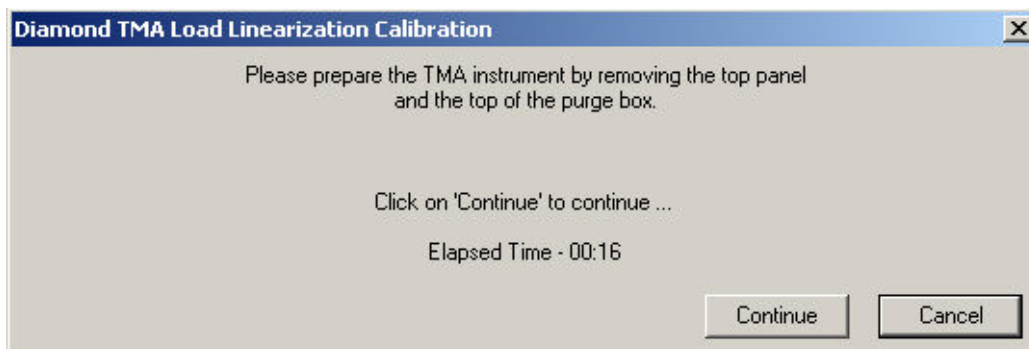 Diamond TMA Load Linearization Calibration
Please prepare the TMA instrument by removing the top panel
and the top of the purge box.
Click on 'Continue' to continue ...
Elapsed Time - 00:16
Continue
Cancel